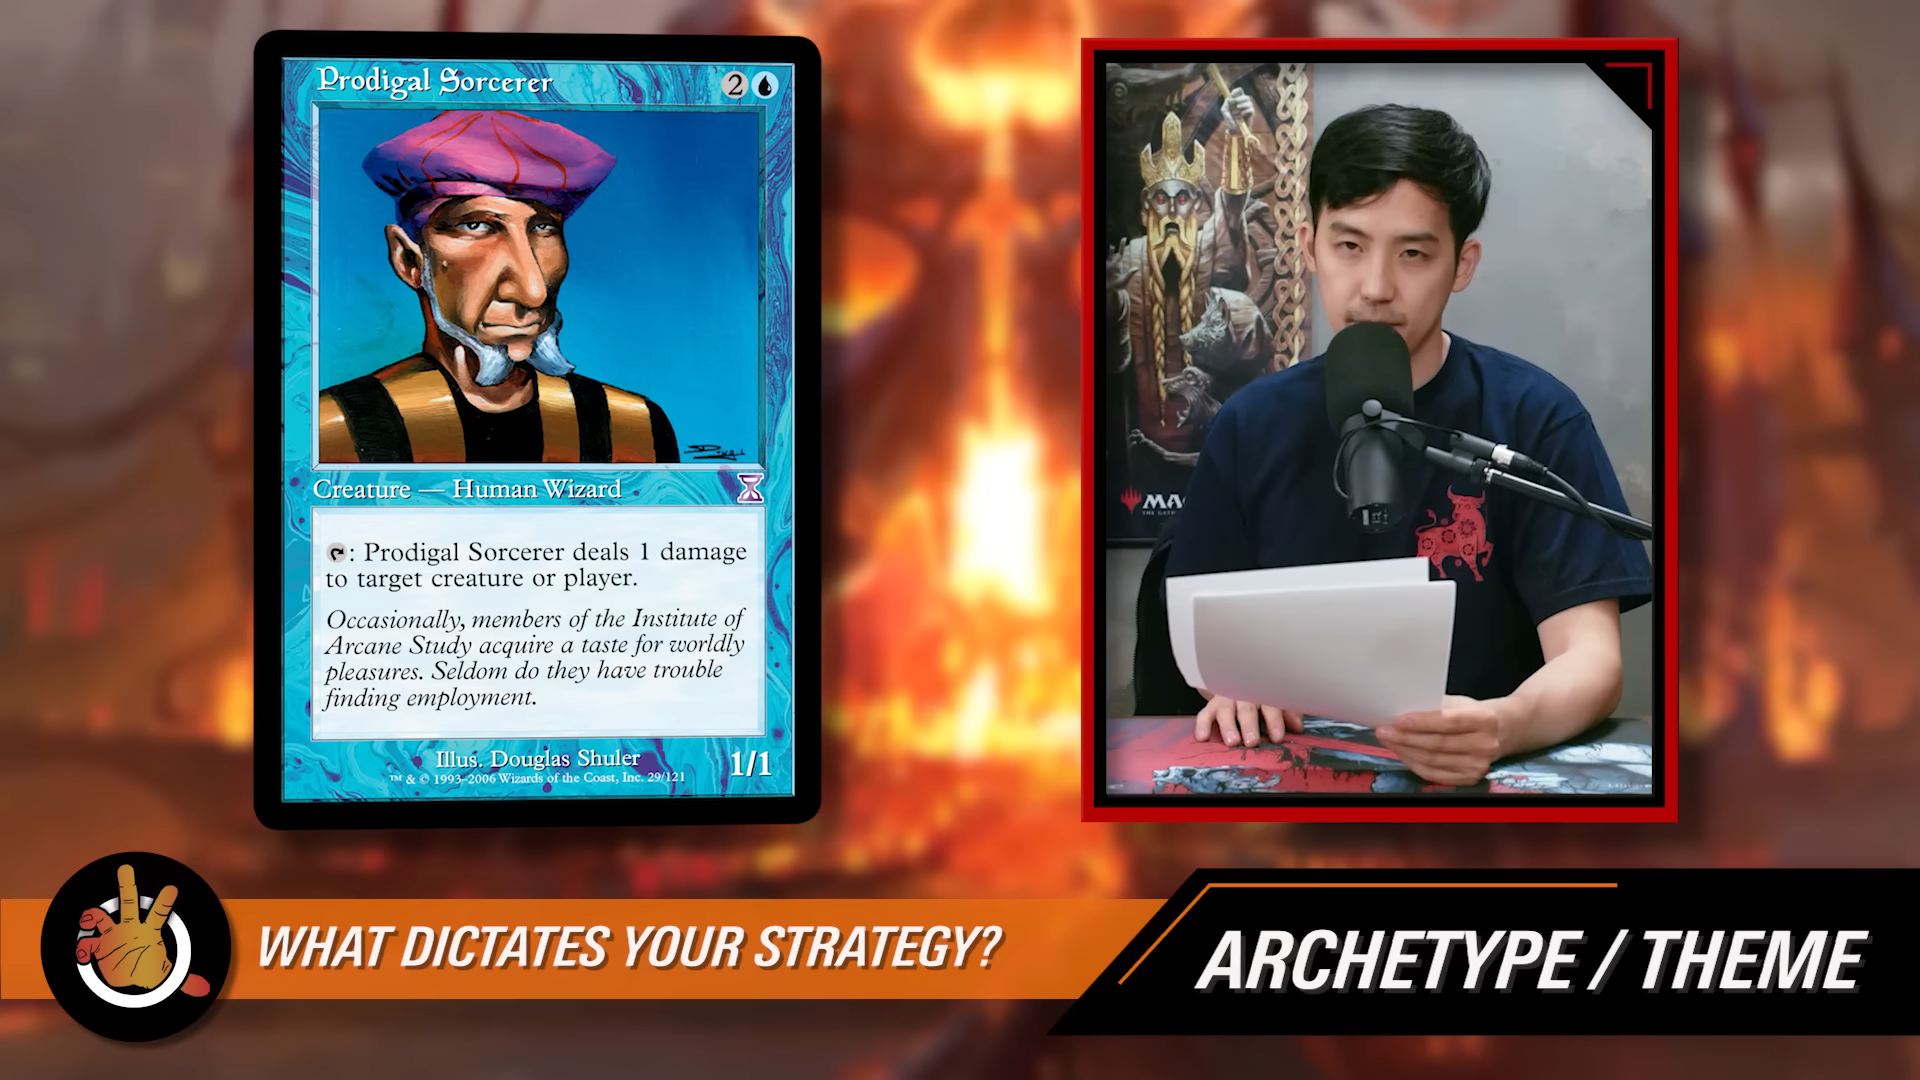 Prodigal Sorcerer
2
Creature — Human Wizard
: Prodigal Sorcerer deals 1 damage
to target creature or player.
Occasionally, members of the Institute of
Arcane Study acquire a taste for worldly
pleasures. Seldom do they have trouble
finding employment.
Illus. Douglas Shuler
1/1
™ & © 1993–2006 Wizards of the Coast, Inc. 29/121
WHAT DICTATES YOUR STRATEGY?
ARCHETYPE / THEME